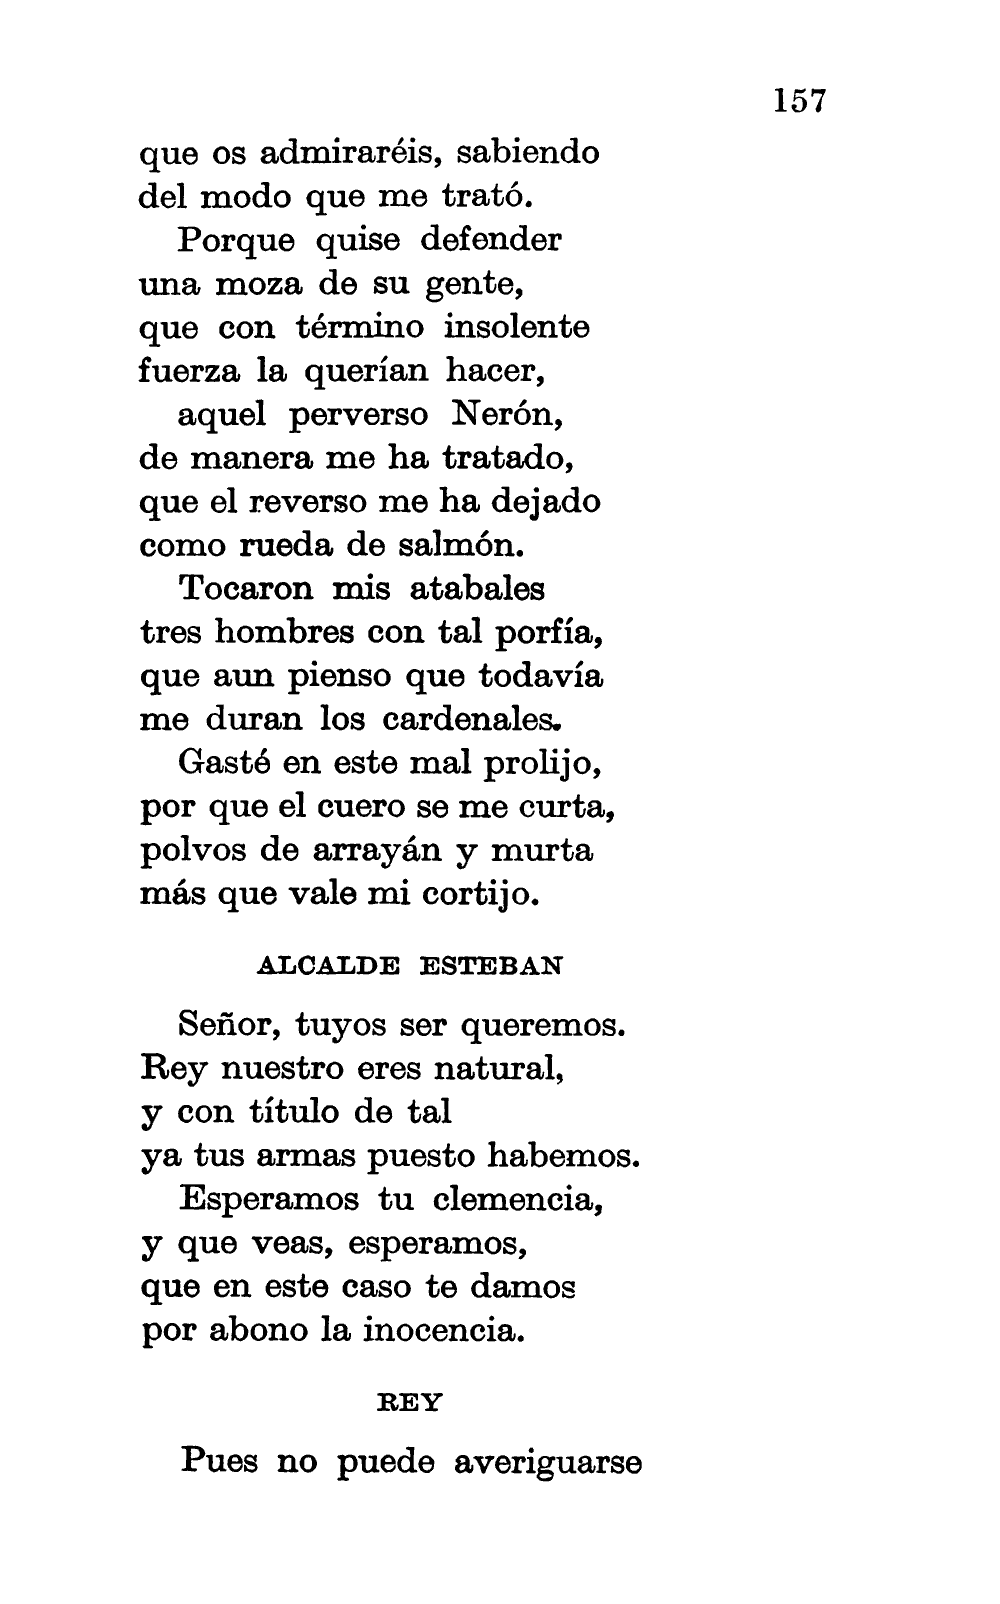 157
que os admiraréis, sabiendo
del modo que me trató.
Porque quise defender
una moza de su gente,
que con término insolente
fuerza la querían hacer,
aquel perverso Nerón,
de manera me ha tratado,
que el reverso me ha dejado
como rueda de salmón.
Tocaron mis atabales
tres hombres con tal porfía,
que aun pienso que todavía
me duran los cardenales.
Gasté en este mal prolijo,
por que el cuero se me curta,
polvos de arrayán y murta
más que vale mi cortijo.
ALCALDE ESTEBAN
Señor, tuyos ser queremos.
Rey nuestro eres natural,
y con título de tal
ya tus armas puesto habemos.
Esperamos tu clemencia,
y que veas, esperamos,
que en este caso te damos
por abono la inocencia.
REY
Pues no puede averiguarse